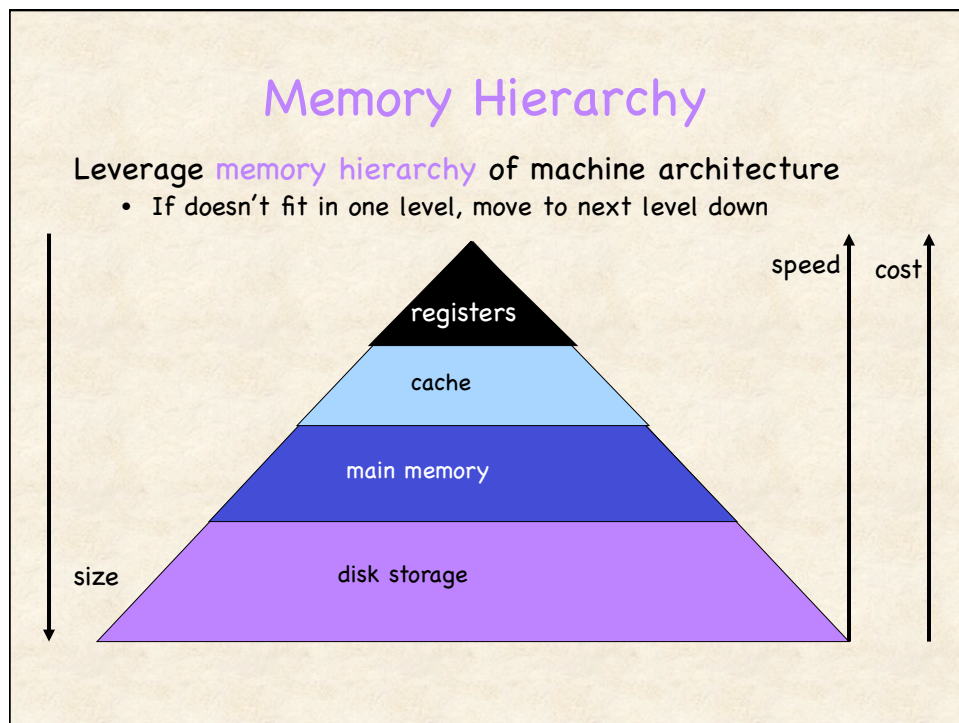 Memory Hierarchy
Leverage memory hierarchy of machine architecture
• If doesn't fit in one level, move to next level down
speed
cost
registers
cache
main memory
size
disk storage